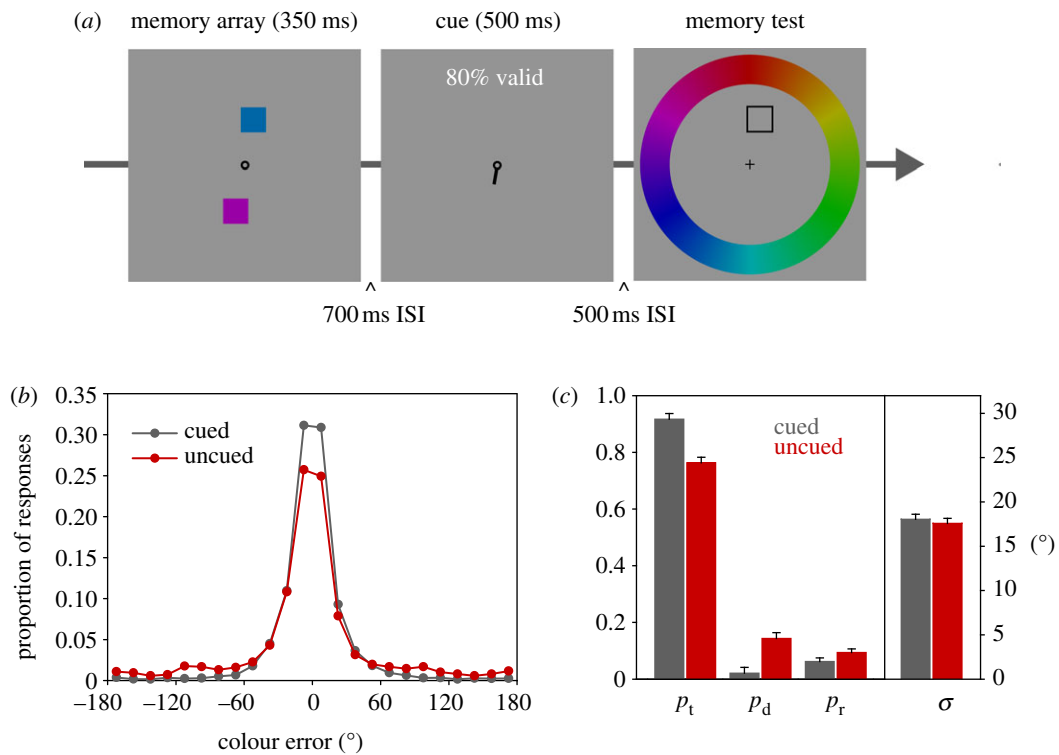 (a) memory array (350 ms) cue (500 ms) memory test
80% valid
700 ms ISI 500 ms ISI
(b) (c)
cued
uncued
proportion of responses
0.35
0.30
0.25
0.20
0.15
0.10
0.05
0
–180 –120 –60 0 60 120 180
colour error (°)
cued
uncued
1.0
0.8
0.6
0.4
0.2
0
30
25
20
15
10
5
0
(°)
pt pd pr σ